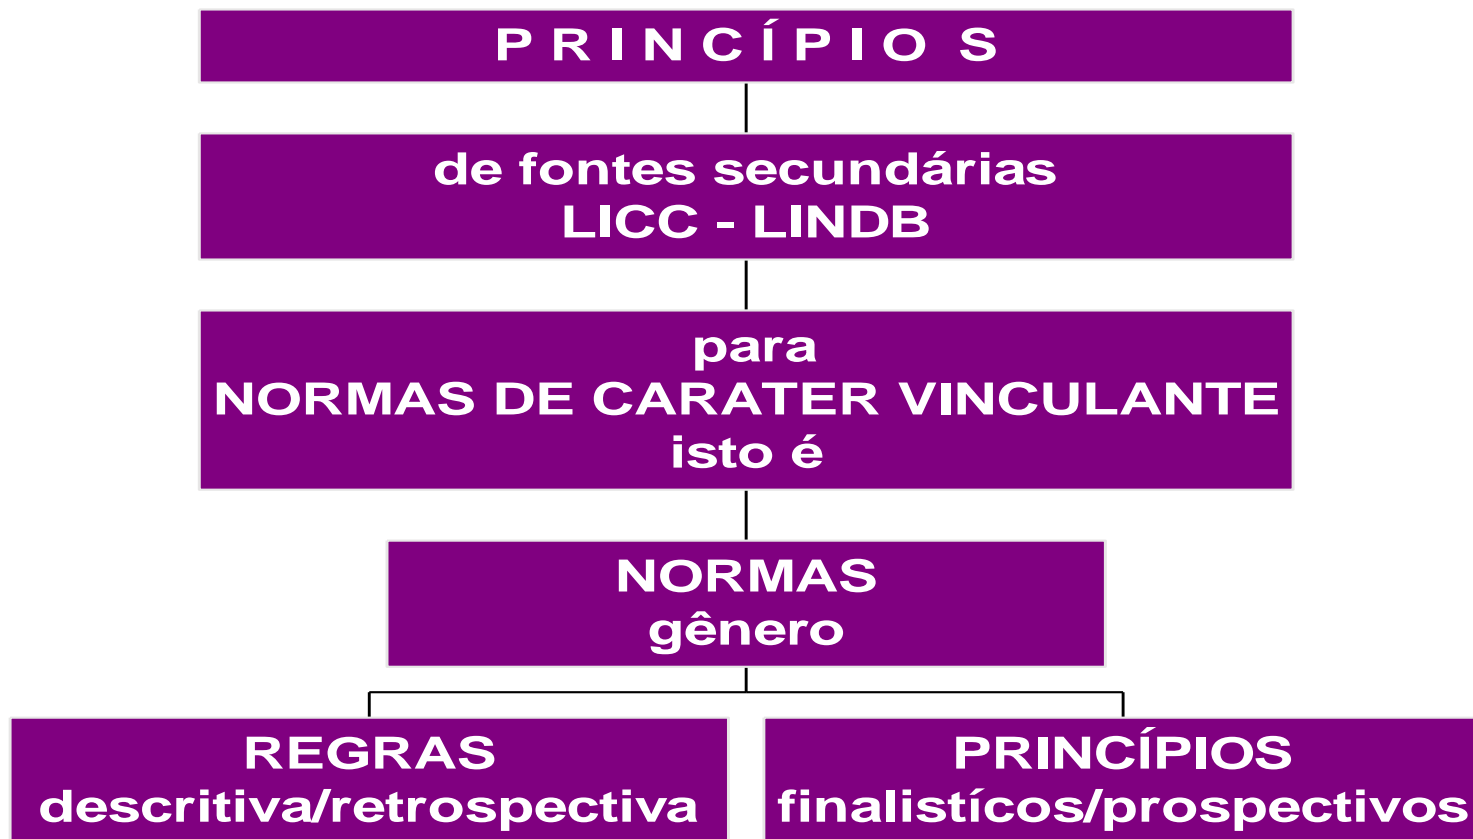 P R I N C Í P I O S
de fontes secundárias
LICC - LINDB
para
NORMAS DE CARATER VINCULANTE
isto é
NORMAS
gênero
REGRAS
descritiva/retrospectiva
PRINCÍPIOS
finalistícos/prospectivos